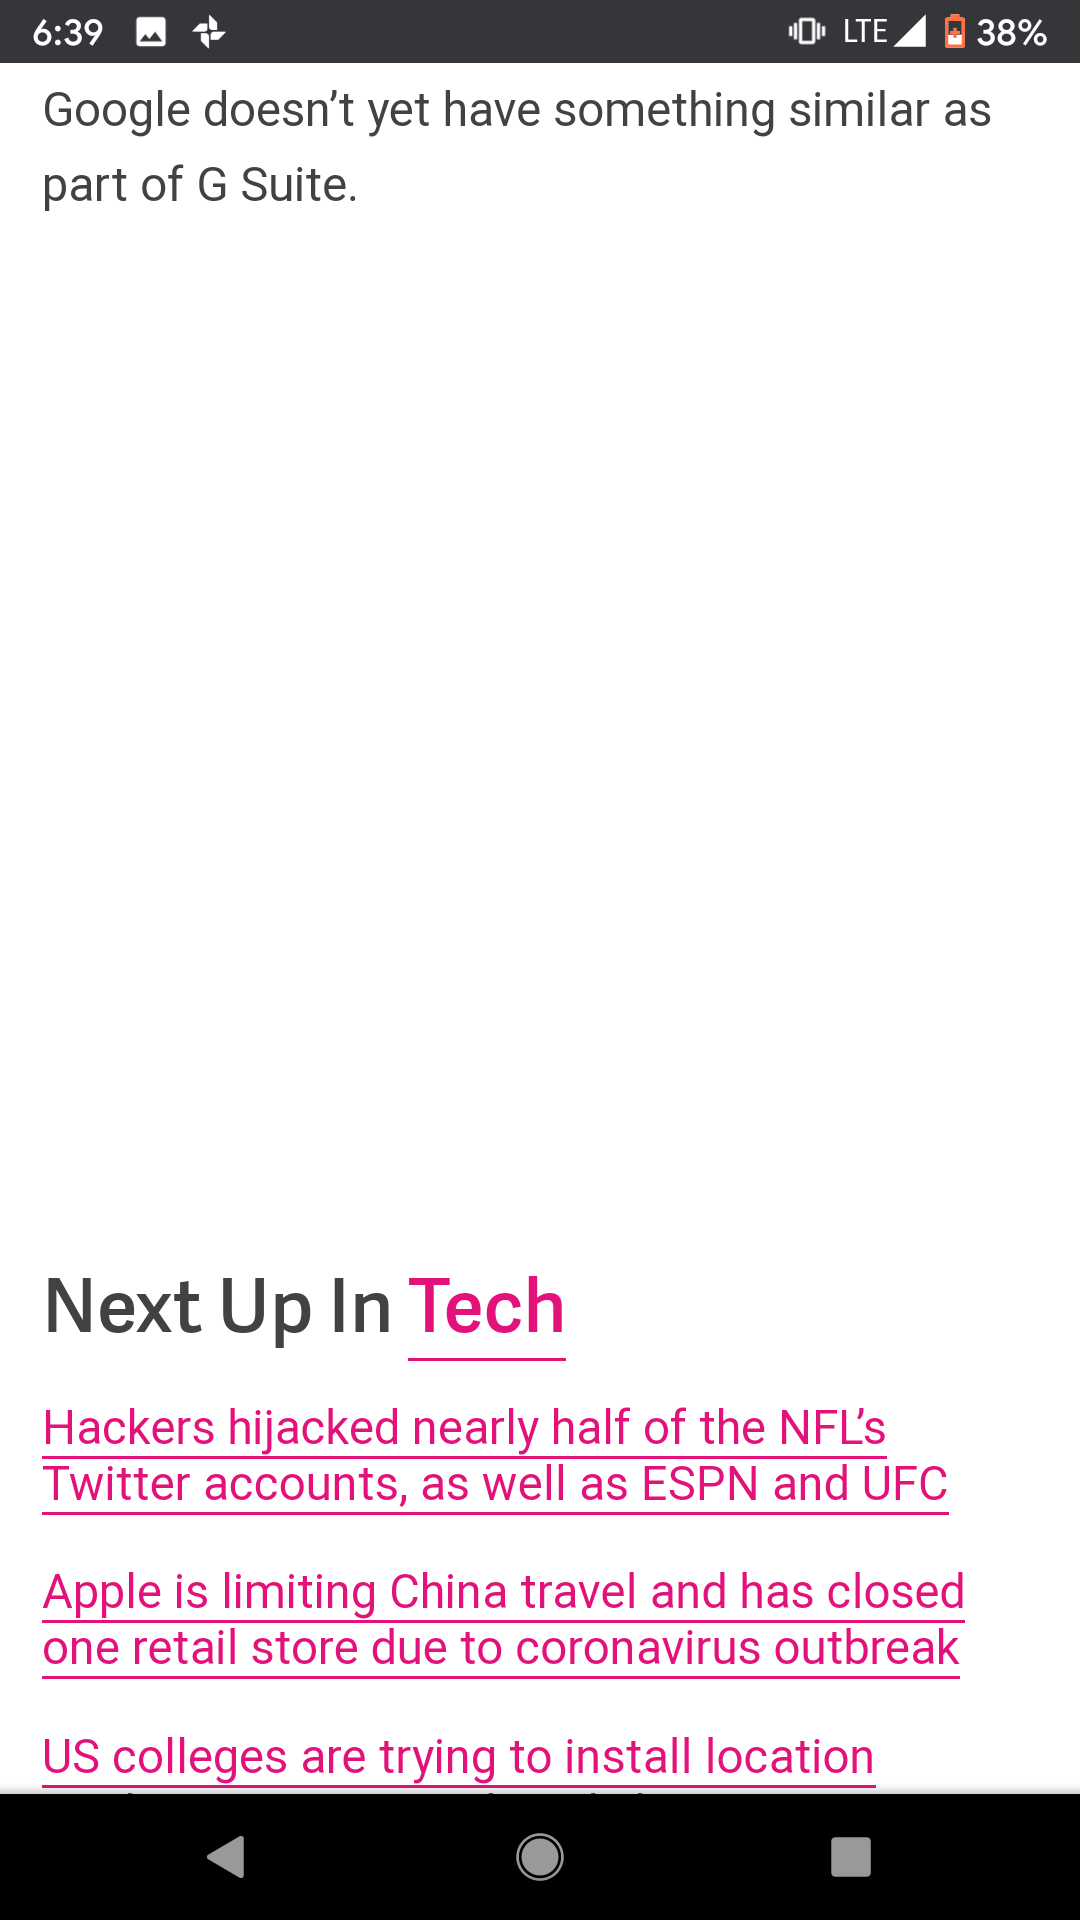 6:39 LTE 38%
Google doesn’t yet have something similar as
part of G Suite.
Next Up In Tech
Hackers hijacked nearly half of the NFL’s
Twitter accounts, as well as ESPN and UFC
Apple is limiting China travel and has closed
one retail store due to coronavirus outbreak
US colleges are trying to install location